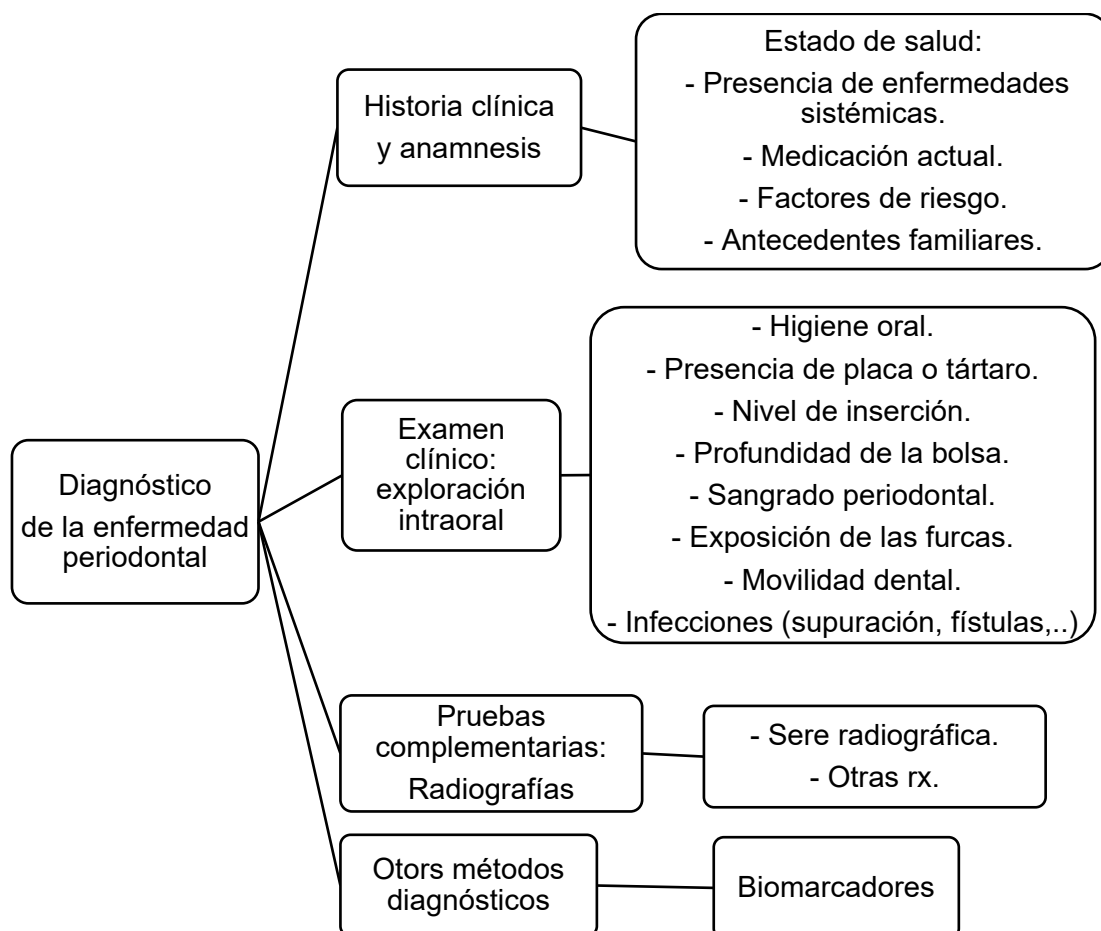 Diagnóstico
de la enfermedad
periodontal
Historia clínica
y anamnesis
Estado de salud:
- Presencia de enfermedades
sistémicas.
- Medicación actual.
- Factores de riesgo.
- Antecedentes familiares.
Examen
clínico:
exploración
intraoral
- Higiene oral.
- Presencia de placa o tártaro.
- Nivel de inserción.
- Profundidad de la bolsa.
- Sangrado periodontal.
- Exposición de las furcas.
- Movilidad dental.
- Infecciones (supuración, fístulas,..)
Pruebas
complementarias:
Radiografías
- Sere radiográfica.
- Otras rx.
Otors métodos
diagnósticos
Biomarcadores